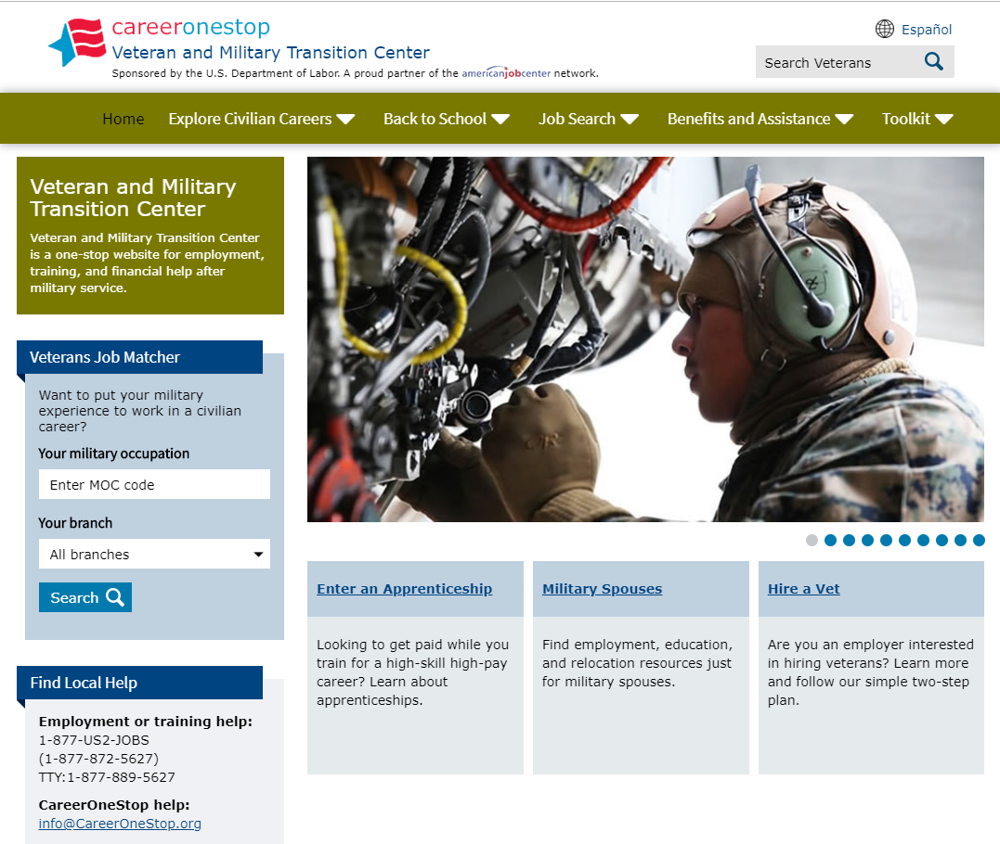 careeronestop
Veteran and Military Transition Center
Sponsored by the U.S. Department of Labor. A proud partner of the americanjobcenter network.
Español
Search Veterans
Home
Explore Civilian Careers
Back to School
Job Search
Benefits and Assistance
Toolkit
Veteran and Military
Transition Center
Veteran and Military Transition Center
is a one-stop website for employment,
training, and financial help after
military service.
Veterans Job Matcher
Want to put your military
experience to work in a civilian
career?
Your military occupation
Enter MOC code
Your branch
All branches
Search
Find Local Help
Employment or training help:
1-877-US2-JOBS
(1-877-872-5627)
TTY:1-877-889-5627
CareerOneStop help:
info@CareerOneStop.org
Enter an Apprenticeship
Looking to get paid while you
train for a high-skill high-pay
career? Learn about
apprenticeships.
Military Spouses
Find employment, education,
and relocation resources just
for military spouses.
Hire a Vet
Are you an employer interested
in hiring veterans? Learn more
and follow our simple two-step
plan.